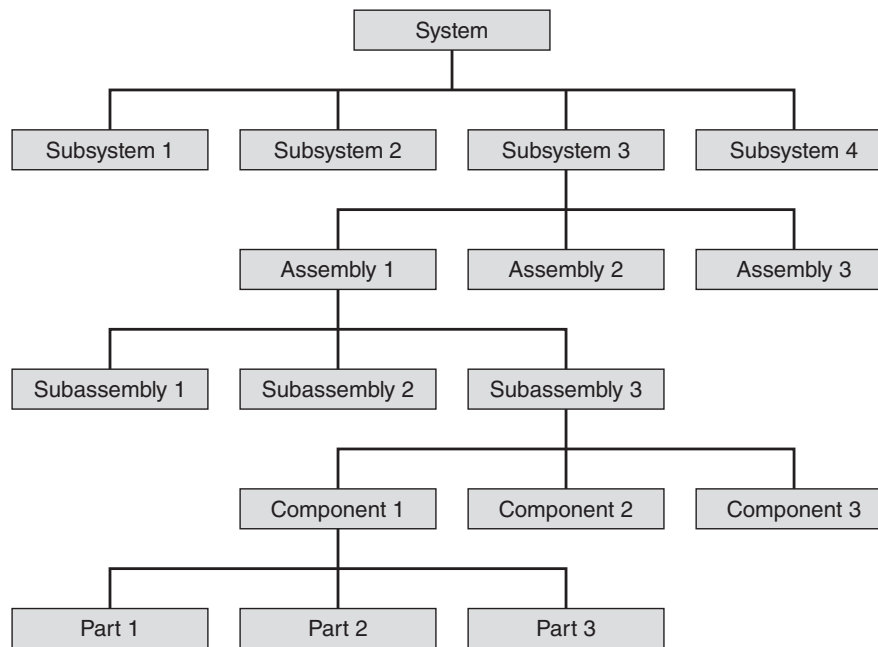 System
Subsystem 1
Subsystem 2
Subsystem 3
Subsystem 4
Assembly 1
Assembly 2
Assembly 3
Subassembly 1
Subassembly 2
Subassembly 3
Component 1
Component 2
Component 3
Part 1
Part 2
Part 3